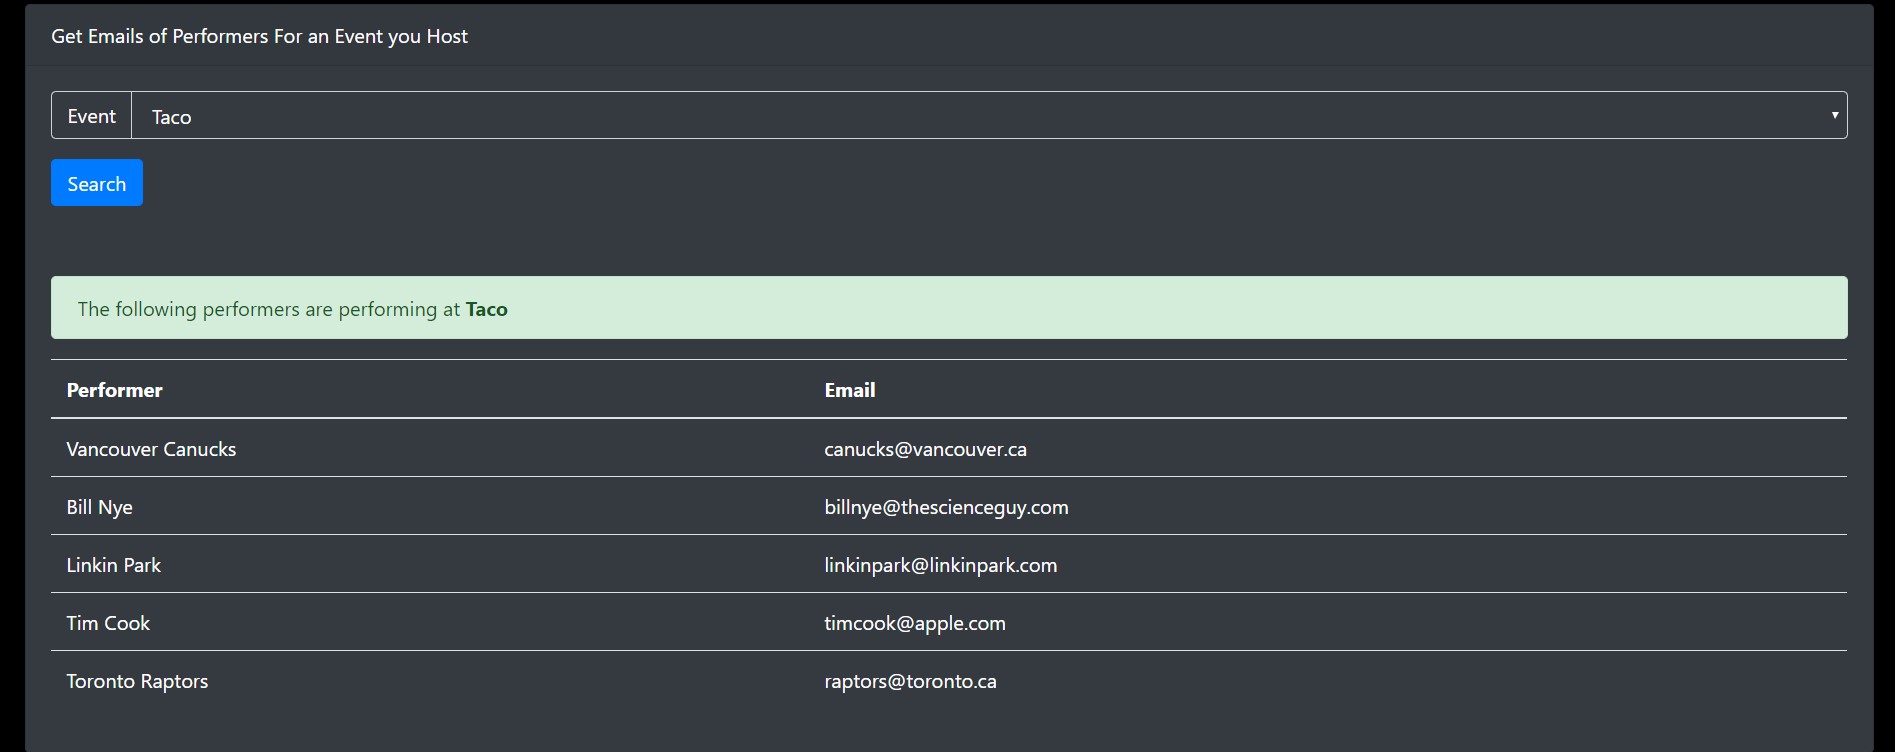 Get Emails of Performers For an Event you Host
Event Taco
Search
The following performers are performing at Taco
Performer Email
Vancouver Canucks canucks@vancouver.ca
Bill Nye billnye@thescienceguy.com
Linkin Park linkinpark@linkinpark.com
Tim Cook timcook@apple.com
Toronto Raptors raptors@toronto.ca